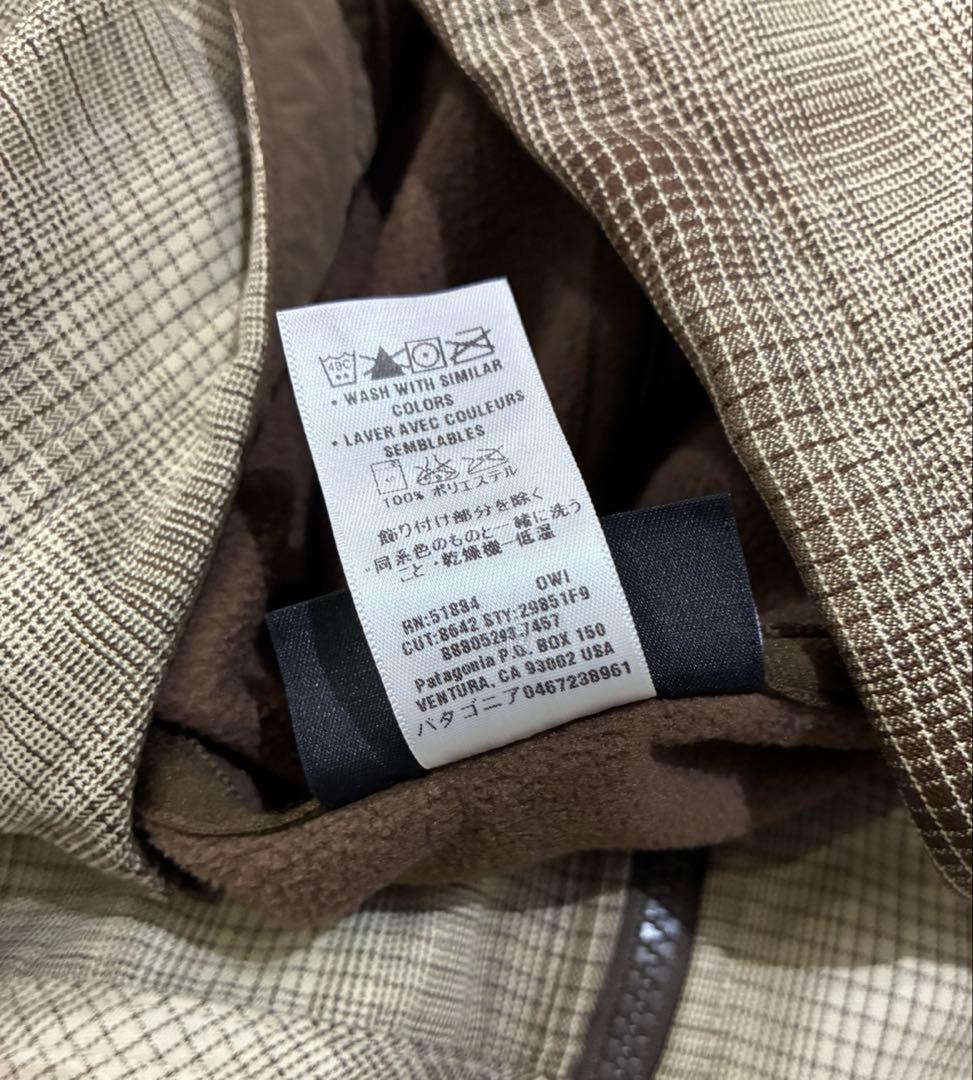 40C
• WASH WITH SIMILAR
COLORS
• LAVER AVEC COULEURS
SEMBLABLES
100% ポリエステル
飾り付け部分を除く
・同系色のものと一緒に洗う
こと・乾燥機―低温
RN:51884 OWI
CUT:8642 STY:29851F9
Patagonia P.O. BOX 150
VENTURA, CA 93002 USA
パタゴニア0467238961